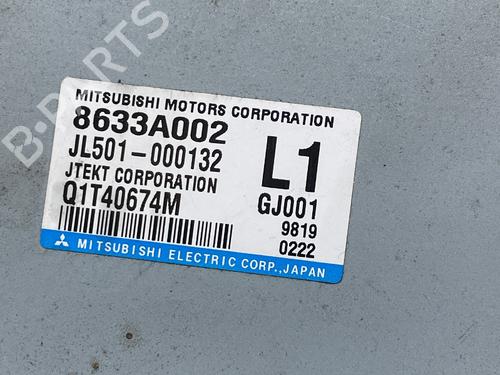 B-PARTS
MITSUBISHI MOTORS CORPORATION
8633A002
JL501-000132
JTEKT CORPORATION
Q1T40674M
L1
GJ001
9819
0222
MITSUBISHI ELECTRIC CORP., JAPAN